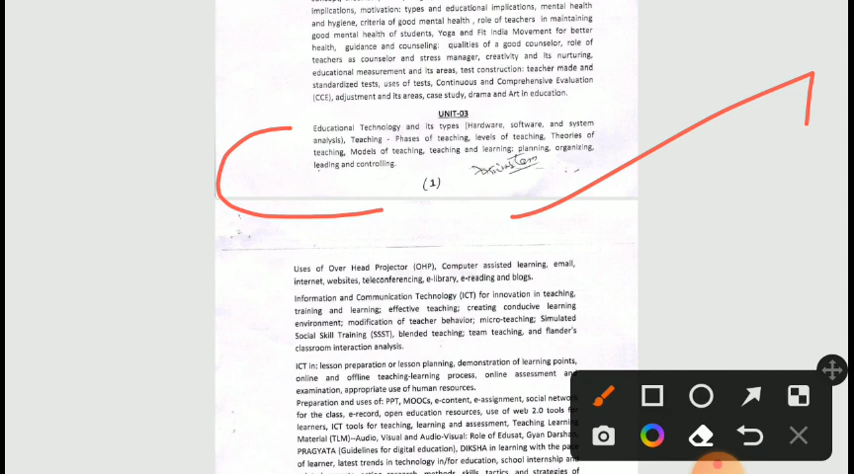 implications, motivation: types and educational implications, mental health
and hygiene, criteria of good mental health , role of teachers in maintaining
good mental health of students, Yoga and Fit India Movement for better
health, guidance and counseling: qualities of a good counselor, role of
teachers as counselor and stress manager, creativity and its nurturing,
educational measurement and its areas, test construction: teacher made and
standardized tests, uses of tests, Continuous and Comprehensive Evaluation
(CCE), adjustment and its areas, case study, drama and Art in education.
UNIT-03
Educational Technology and its types (Hardware, software, and system
analysis), Teaching - Phases of teaching, levels of teaching, Theories of
teaching, Models of teaching, teaching and learning: planning, organizing,
leading and controlling.
(1)
Uses of Over Head Projector (OHP), Computer assisted learning, email,
internet, websites, teleconferencing, e-library, e-reading and blogs.
Information and Communication Technology (ICT) for innovation in teaching,
training and learning; effective teaching; creating conducive learning
environment; modification of teacher behavior; micro-teaching; Simulated
Social Skill Training (SSST), blended teaching; team teaching, and flander's
classroom interaction analysis.
ICT in: lesson preparation or lesson planning, demonstration of learning points,
online and offline teaching-learning process, online assessment and
examination, appropriate use of human resources.
Preparation and uses of: PPT, MOOCs, e-content, e-assignment, social network
for the class, e-record, open education resources, use of web 2.0 tools
learners, ICT tools for teaching, learning and assessment, Teaching Learning
Material (TLM)--Audio, Visual and Audio-Visual: Role of Edusat, Gyan Darshan
PRAGYATA (Guidelines for digital education), DIKSHA in learning with the
of learner, latest trends in technology in/for education, school internship